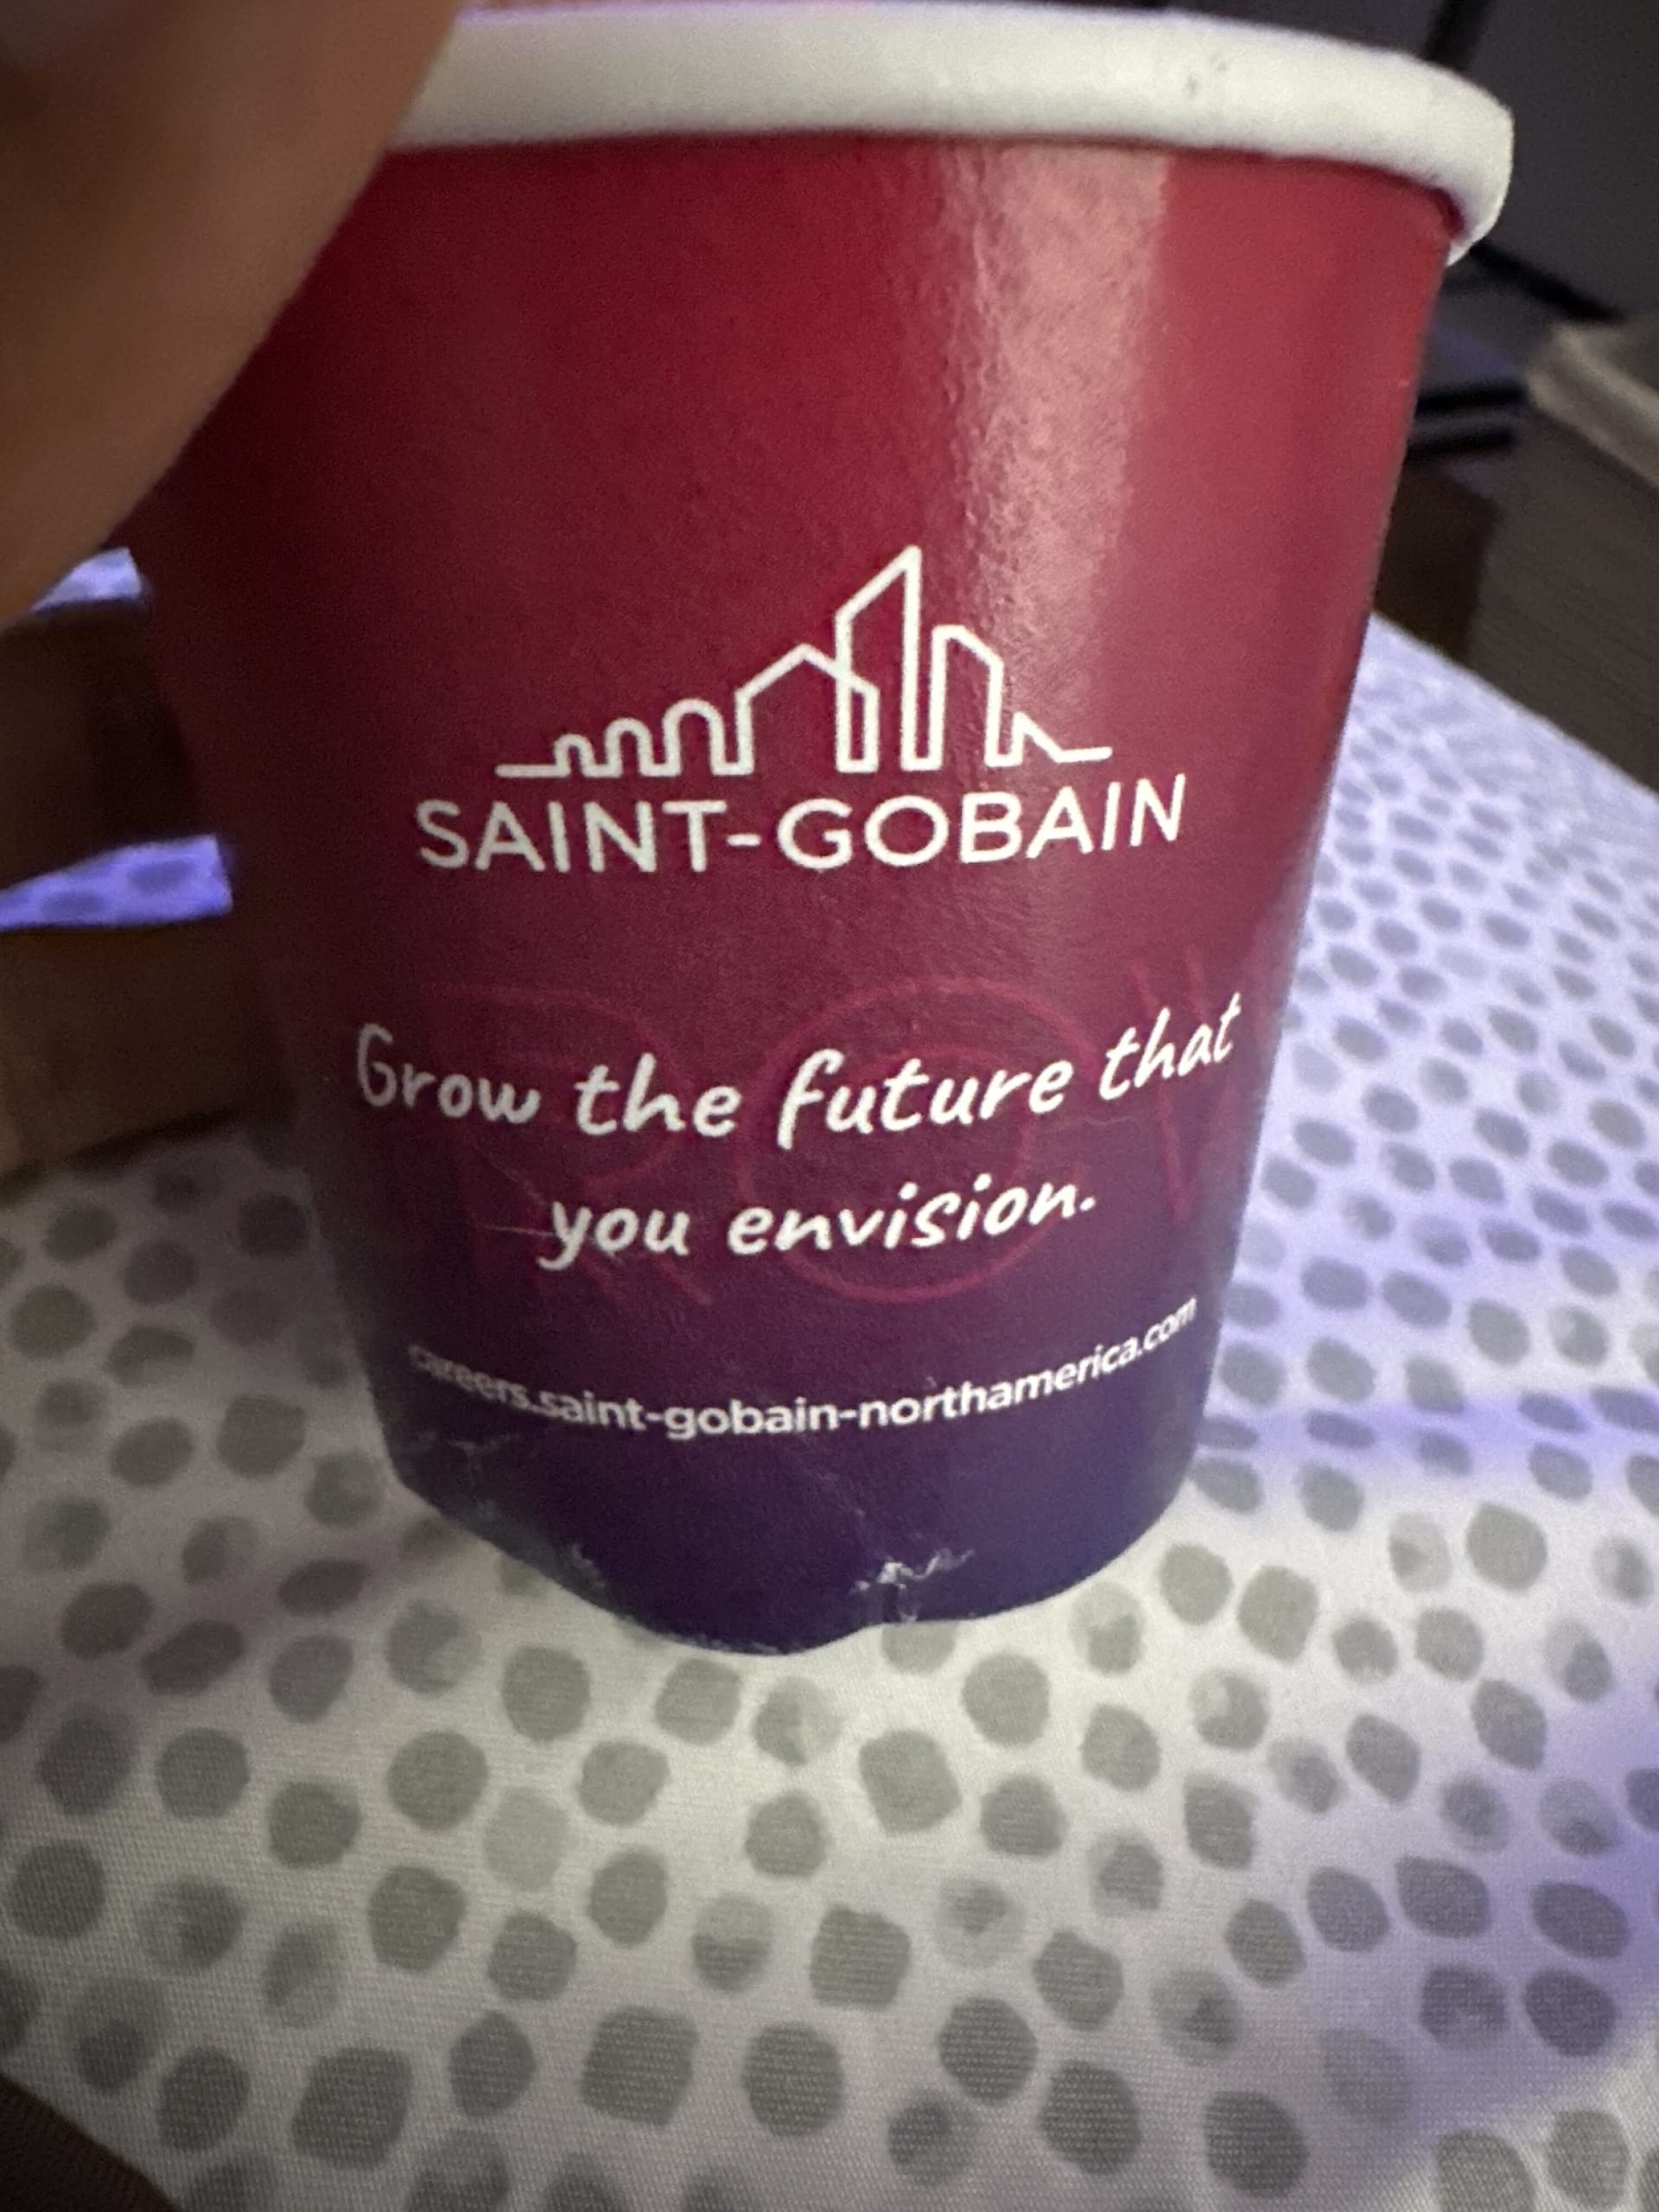 SAINT-GOBAIN
Grow the future that
you envision.
careers.saint-gobain-northamerica.com